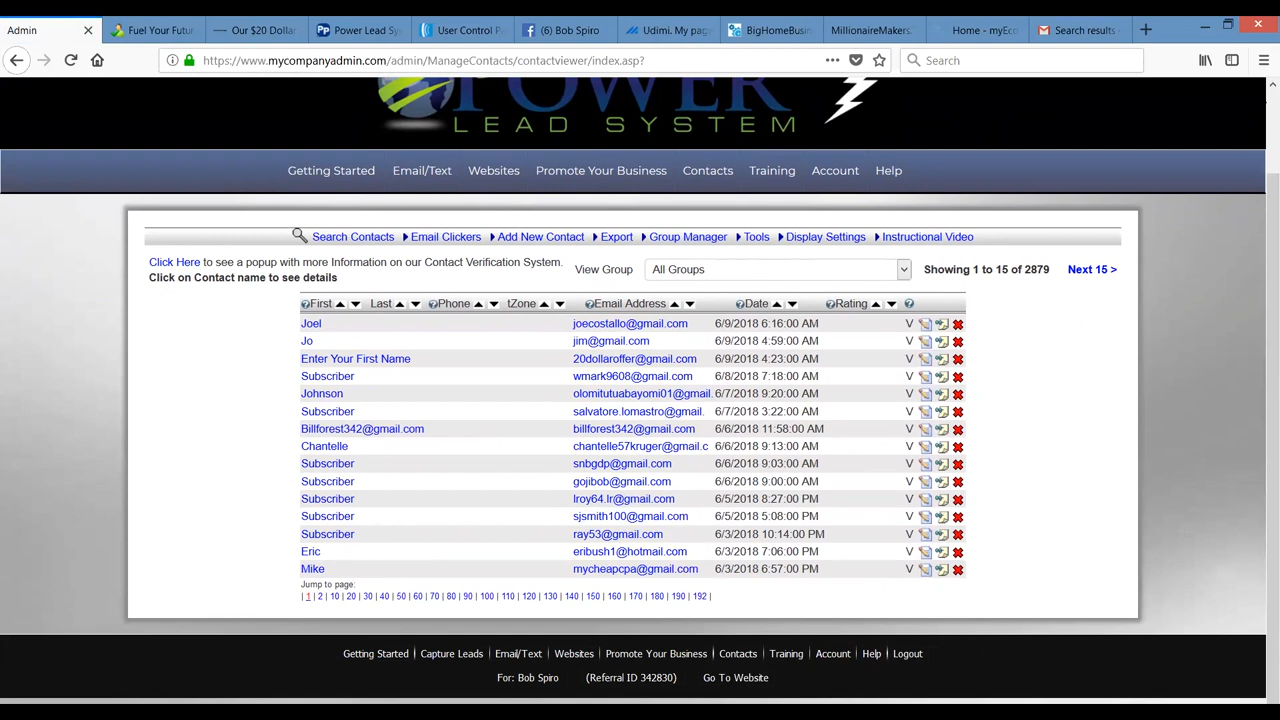 Admin
Fuel Your Futur
Our $20 Dollar
Power Lead Sys
User Control P
(6) Bob Spiro
Udimi. My page
BigHomeBusin
MillionaireMakers.
Home - myEco
Search results -
https://www.mycompanyadmin.com/admin/ManageContacts/contactviewer/index.asp?
Search
POWER
LEAD SYSTEM
Getting Started Email/Text Websites Promote Your Business Contacts Training Account Help
Search Contacts Email Clickers Add New Contact Export Group Manager Tools Display Settings Instructional Video
Click Here to see a popup with more Information on our Contact Verification System.
Click on Contact name to see details
View Group All Groups Showing 1 to 15 of 2879 Next 15 >
First Last Phone tZone Email Address Date Rating
Joel joecostallo@gmail.com 6/9/2018 6:16:00 AM V
Jo jim@gmail.com 6/9/2018 4:59:00 AM V
Enter Your First Name 20dollaroffer@gmail.com 6/9/2018 4:23:00 AM V
Subscriber wmark9608@gmail.com 6/8/2018 7:18:00 AM V
Johnson olomitutuabayomi01@gmail. 6/7/2018 9:20:00 AM V
Subscriber salvatore.lomastro@gmail. 6/7/2018 3:22:00 AM V
Billforest342@gmail.com billforest342@gmail.com 6/6/2018 11:58:00 AM V
Chantelle chantelle57kruger@gmail.c 6/6/2018 9:13:00 AM V
Subscriber snbgdp@gmail.com 6/6/2018 9:03:00 AM V
Subscriber gojibob@gmail.com 6/6/2018 9:00:00 AM V
Subscriber lroy64.lr@gmail.com 6/5/2018 8:27:00 PM V
Subscriber sjsmith100@gmail.com 6/5/2018 5:08:00 PM V
Subscriber ray53@gmail.com 6/3/2018 10:14:00 PM V
Eric eribush1@hotmail.com 6/3/2018 7:06:00 PM V
Mike mycheapcpa@gmail.com 6/3/2018 6:57:00 PM V
Jump to page:
| 1 | 2 | 10 | 20 | 30 | 40 | 50 | 60 | 70 | 80 | 90 | 100 | 110 | 120 | 130 | 140 | 150 | 160 | 170 | 180 | 190 | 192 |
Getting Started | Capture Leads | Email/Text | Websites | Promote Your Business | Contacts | Training | Account | Help | Logout
For: Bob Spiro (Referral ID 342830) Go To Website